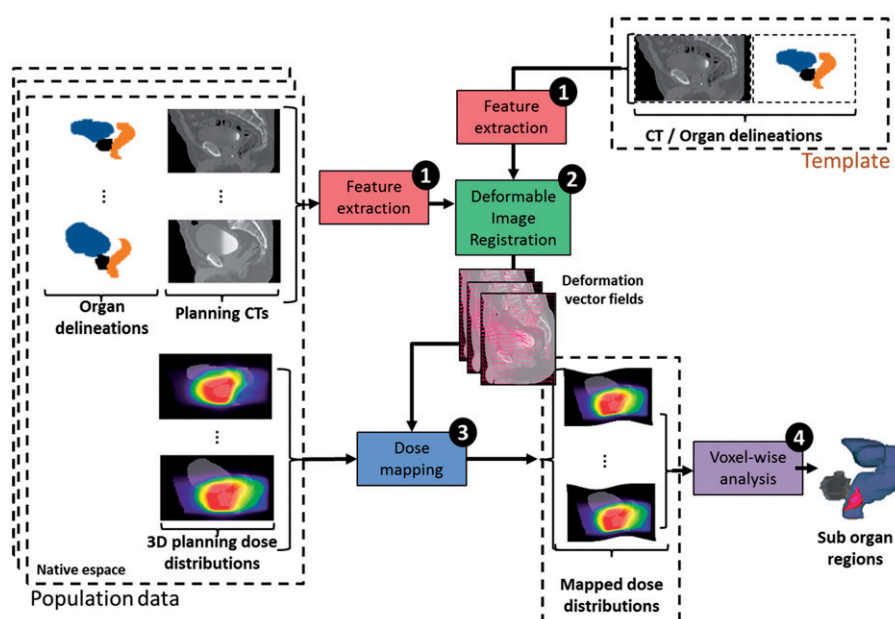 1
Feature
extraction
CT / Organ delineations
Template
1
Feature
extraction
2
Deformable
Image
Registration
Organ
delineations
Planning CTs
Deformation
vector fields
3
Dose
mapping
4
Voxel-wise
analysis
3D planning dose
distributions
Native espace
Population data
Mapped dose
distributions
Sub organ
regions